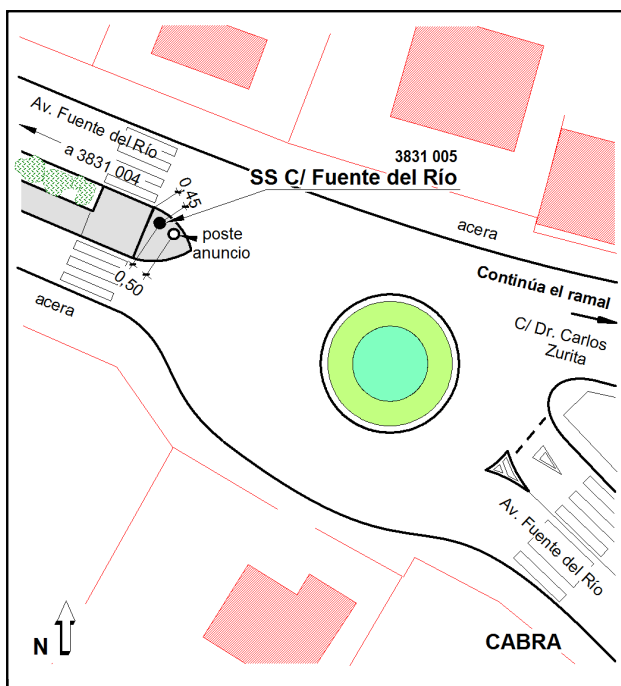 Av. Fuente del Río
a 3831 004
3831 005
SS C/ Fuente del Río
0,45
poste
anuncio
0,50
acera
acera
Continúa el ramal
C/ Dr. Carlos
Zurita
Av. Fuente del Río
N
CABRA